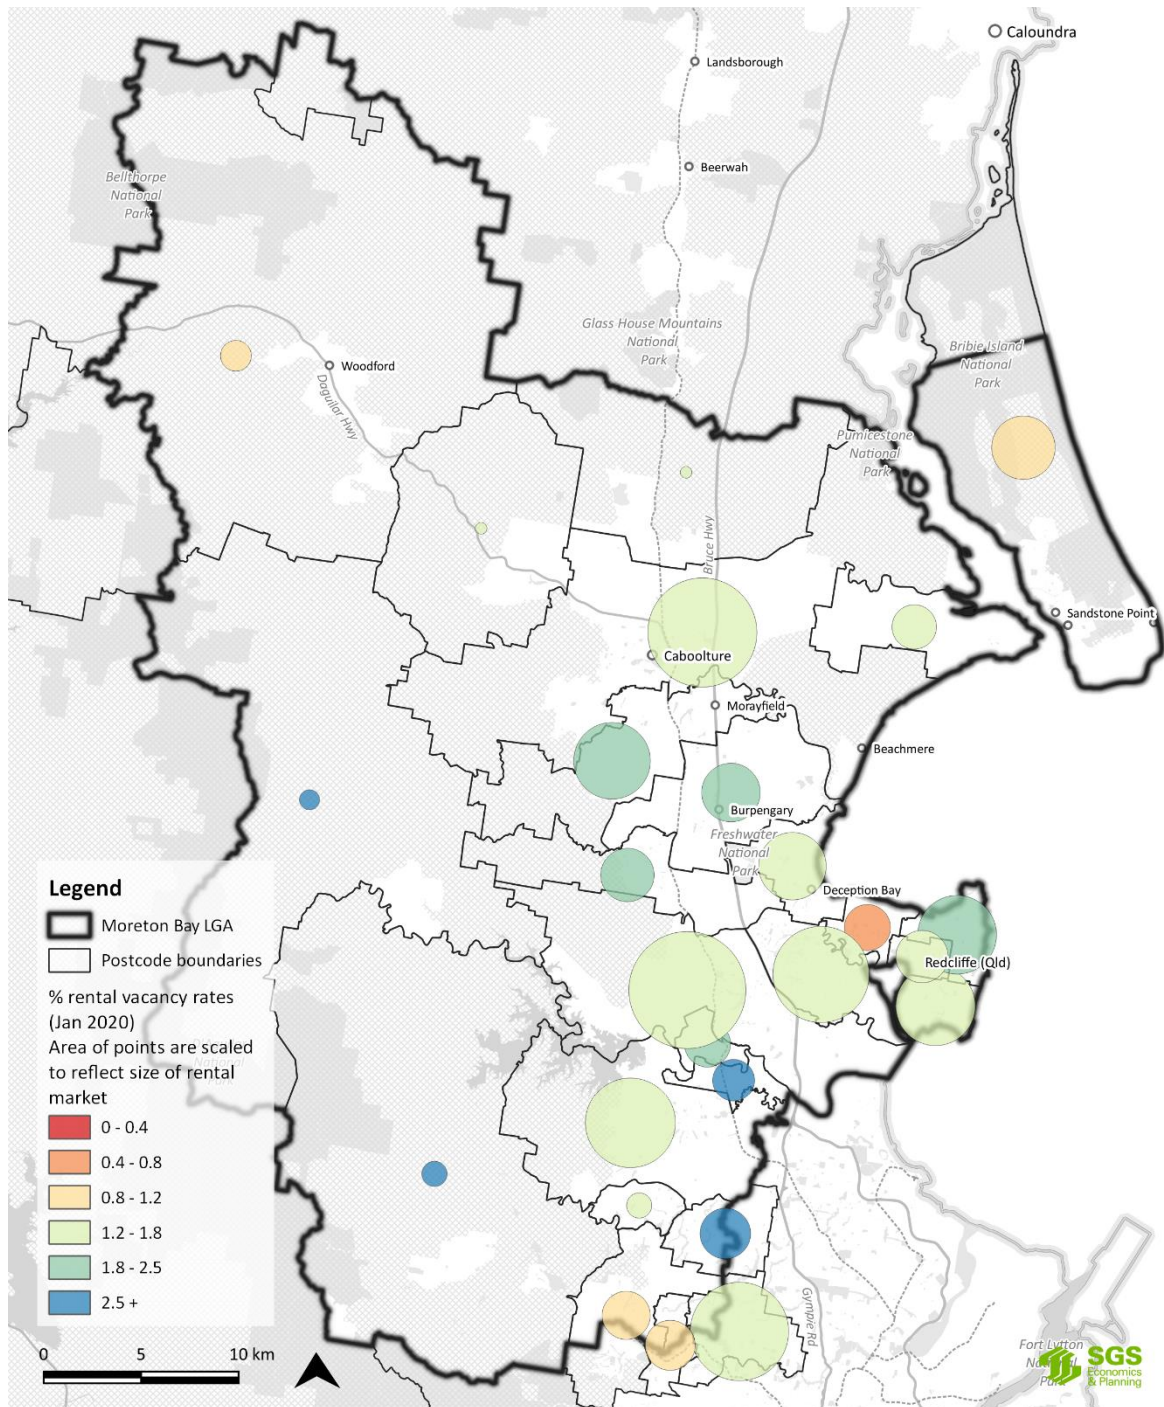 Caloundra
Landsborough
Beerwah
Bellthorpe
National
Park
Glass House Mountains
National
Park
Bribie Island
National
Park
Woodford
Daguilar Hwy
Pumicestone
National
Park
Bruce Hwy
Sandstone Point
Caboolture
Morayfield
Beachmere
Burpengary
Freshwater
National
Park
Deception Bay
Redcliffe (Qld)
Legend
Moreton Bay LGA
Postcode boundaries
% rental vacancy rates
(Jan 2020)
Area of points are scaled
to reflect size of rental
market
0 - 0.4
0.4 - 0.8
0.8 - 1.2
1.2 - 1.8
1.8 - 2.5
2.5 +
0 5 10 km
Gympie Rd
Fort Lytton
National
Park
SGS
Economics
& Planning